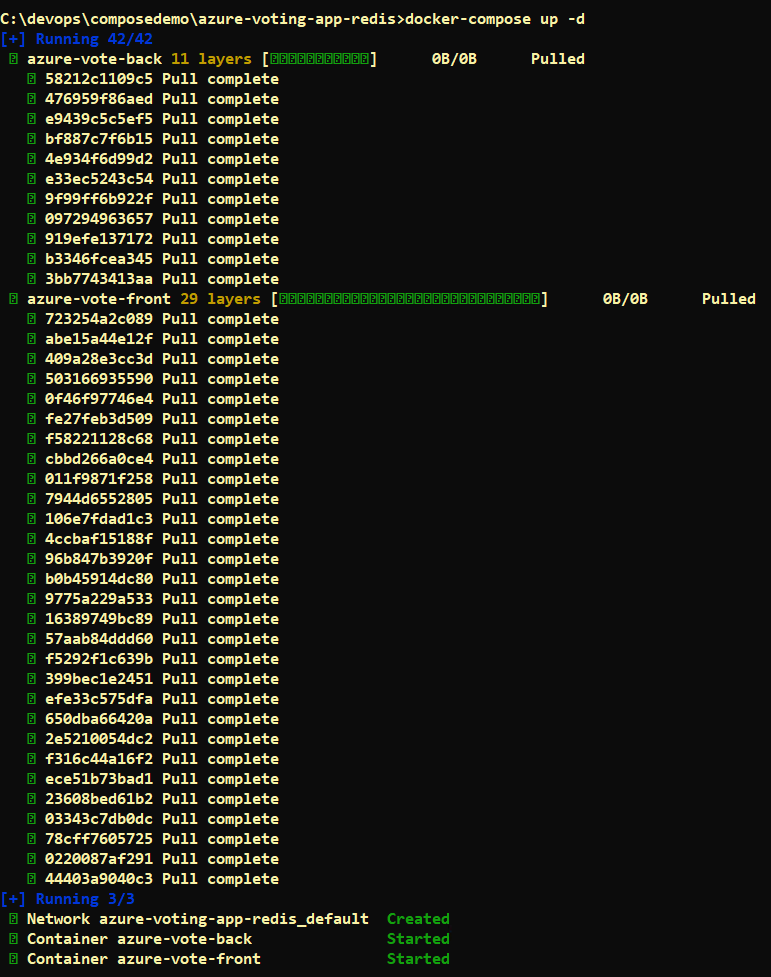 C:\devops\composedemo\azure-voting-app-redis>docker-compose up -d
[+] Running 42/42
azure-vote-back 11 layers [⍰⍰⍰⍰⍰⍰⍰⍰⍰⍰⍰] 0B/0B Pulled
58212c1109c5 Pull complete
476959f86aed Pull complete
e9439c5c5ef5 Pull complete
bf887c7f6b15 Pull complete
4e934f6d99d2 Pull complete
e33ec5243c54 Pull complete
9f99ff6b922f Pull complete
097294963657 Pull complete
919efe137172 Pull complete
b3346fcea345 Pull complete
3bb7743413aa Pull complete
azure-vote-front 29 layers [⍰⍰⍰⍰⍰⍰⍰⍰⍰⍰⍰⍰⍰⍰⍰⍰⍰⍰⍰⍰⍰⍰⍰⍰⍰⍰⍰⍰⍰] 0B/0B Pulled
723254a2c089 Pull complete
abe15a44e12f Pull complete
409a28e3cc3d Pull complete
503166935590 Pull complete
0f46f97746e4 Pull complete
fe27feb3d509 Pull complete
f58221128c68 Pull complete
cbbd266a0ce4 Pull complete
011f9871f258 Pull complete
7944d6552805 Pull complete
106e7fdad1c3 Pull complete
4ccbaf15188f Pull complete
96b847b3920f Pull complete
b0b45914dc80 Pull complete
9775a229a533 Pull complete
16389749bc89 Pull complete
57aab84ddd60 Pull complete
f5292f1c639b Pull complete
399bec1e2451 Pull complete
efe33c575dfa Pull complete
650dba66420a Pull complete
2e5210054dc2 Pull complete
f316c44a16f2 Pull complete
ece51b73bad1 Pull complete
23608bed61b2 Pull complete
03343c7db0dc Pull complete
78cff7605725 Pull complete
0220087af291 Pull complete
44403a9040c3 Pull complete
[+] Running 3/3
Network azure-voting-app-redis_default Created
Container azure-vote-back Started
Container azure-vote-front Started